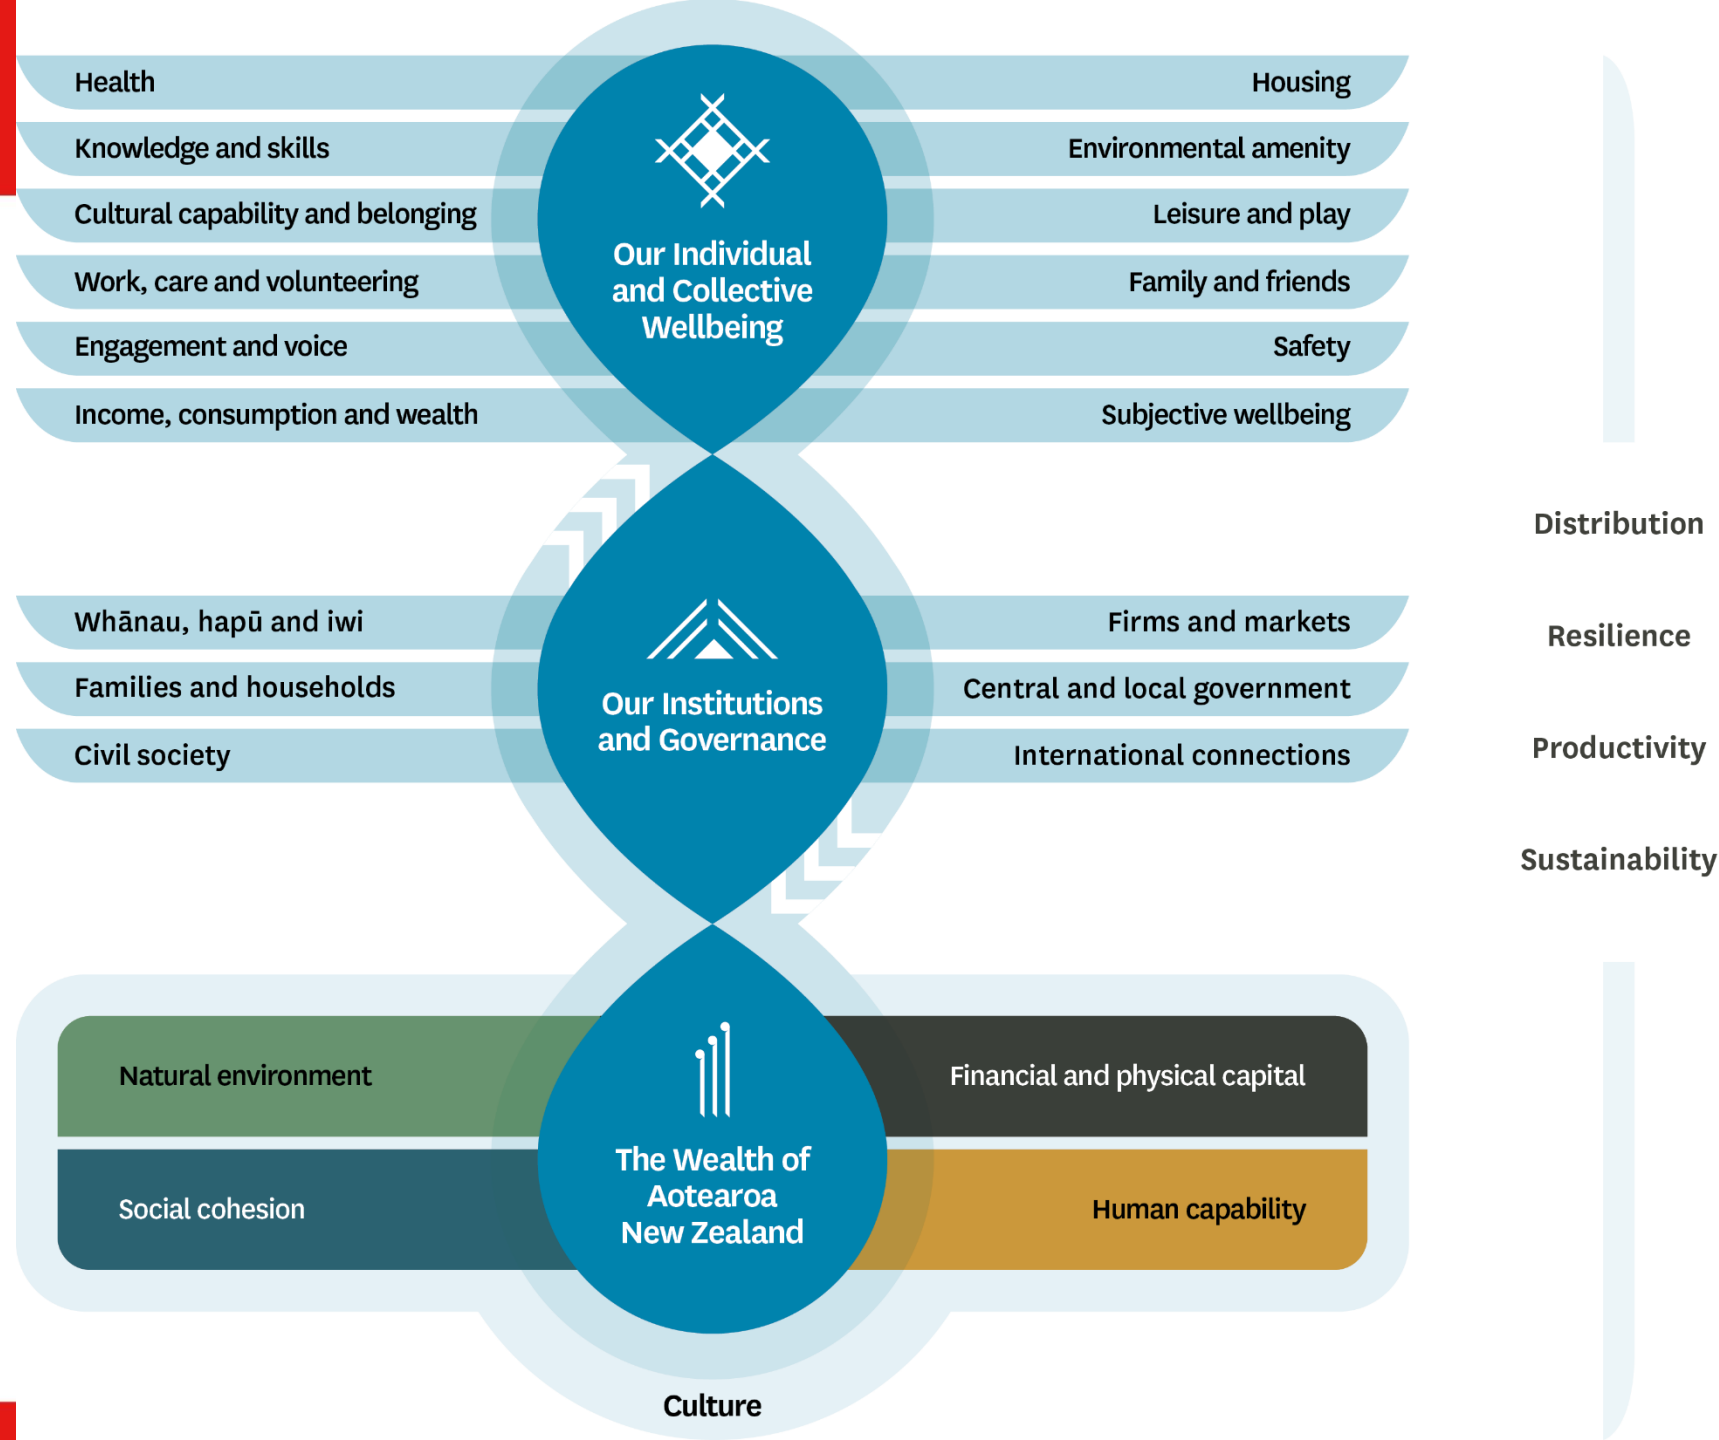 Health
Knowledge and skills
Cultural capability and belonging
Work, care and volunteering
Engagement and voice
Income, consumption and wealth
Our Individual
and Collective
Wellbeing
Housing
Environmental amenity
Leisure and play
Family and friends
Safety
Subjective wellbeing
Whānau, hapū and iwi
Families and households
Civil society
Our Institutions
and Governance
Firms and markets
Central and local government
International connections
Natural environment
Social cohesion
The Wealth of
Aotearoa
New Zealand
Financial and physical capital
Human capability
Culture
Distribution
Resilience
Productivity
Sustainability